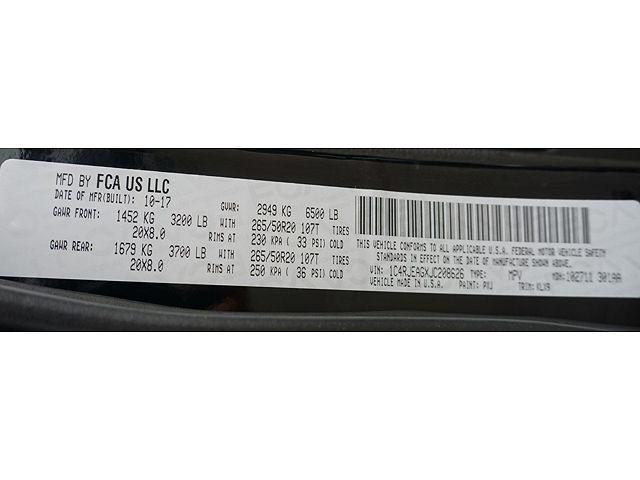 MFD BY FCA US LLC
DATE OF MFR(BUILT): 10-17
GVWR: 2949 KG 6500 LB
GAWR FRONT: 1452 KG 3200 LB WITH 265/50R20 107T TIRES
20X8.0 RIMS AT 230 KPA ( 33 PSI) COLD
GAWR REAR: 1679 KG 3700 LB WITH 265/50R20 107T TIRES
20X8.0 RIMS AT 250 KPA ( 36 PSI) COLD
THIS VEHICLE CONFORMS TO ALL APPLICABLE U.S.A. FEDERAL MOTOR VEHICLE SAFETY
STANDARDS IN EFFECT ON THE DATE OF MANUFACTURE SHOWN ABOVE.
VIN: 1C4RJEAGXJC208626 TYPE: MPV MDH: 102711 301AA
VEHICLE MADE IN U.S.A. PAINT: PXJ TRIM: KLX9